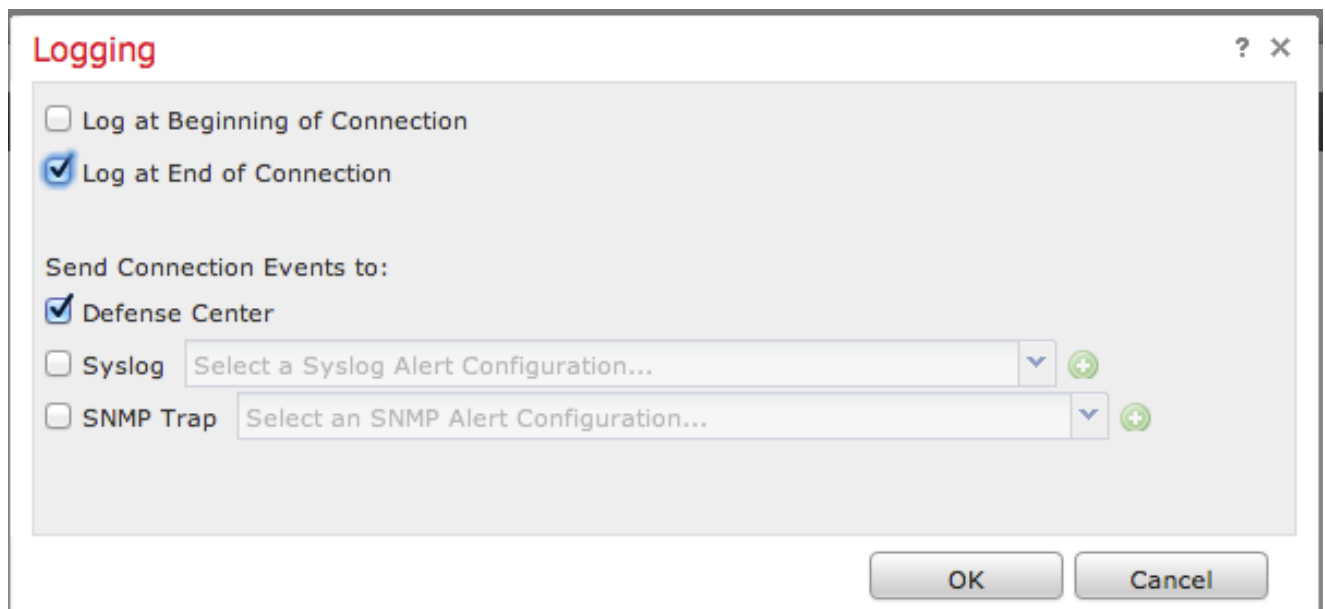 Logging
?
Log at Beginning of Connection
Log at End of Connection
Send Connection Events to:
Defense Center
Syslog Select a Syslog Alert Configuration...
SNMP Trap Select an SNMP Alert Configuration...
OK Cancel